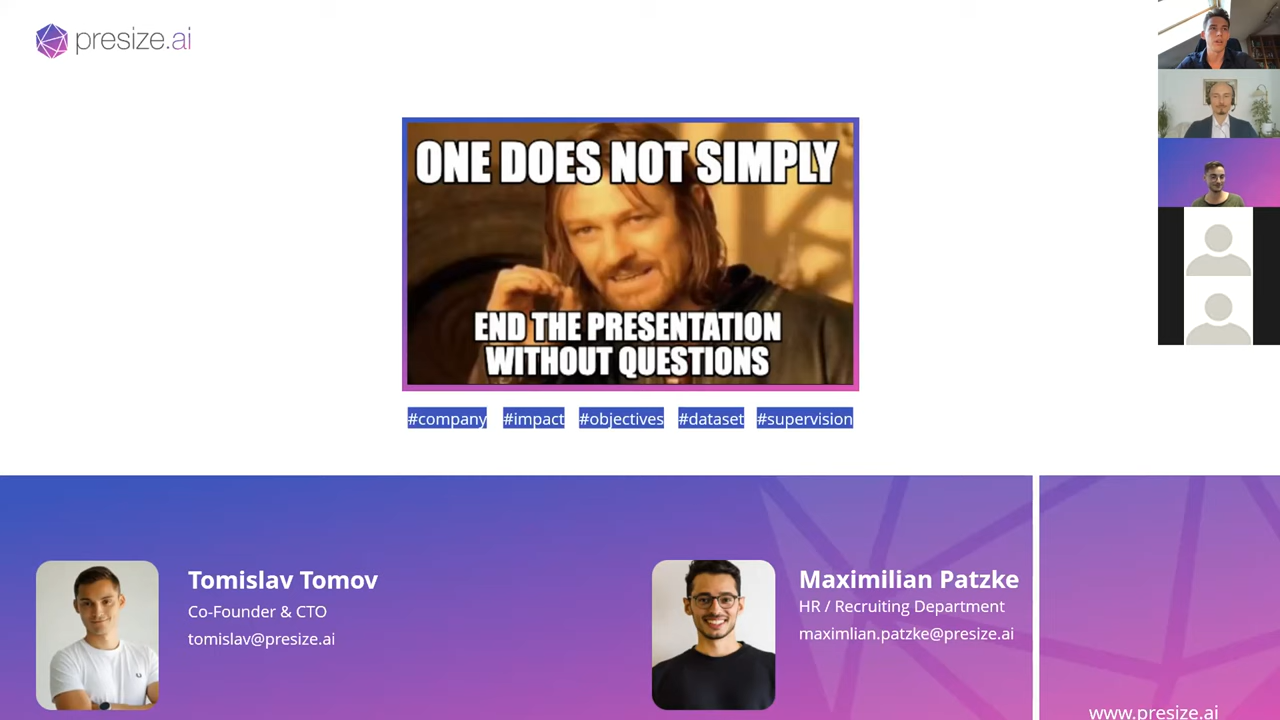 presize.ai
ONE DOES NOT SIMPLY
END THE PRESENTATION
WITHOUT QUESTIONS
#company #impact #objectives #dataset #supervision
Tomislav Tomov
Co-Founder & CTO
tomislav@presize.ai
Maximilian Patzke
HR / Recruiting Department
maximlian.patzke@presize.ai
www.presize.ai